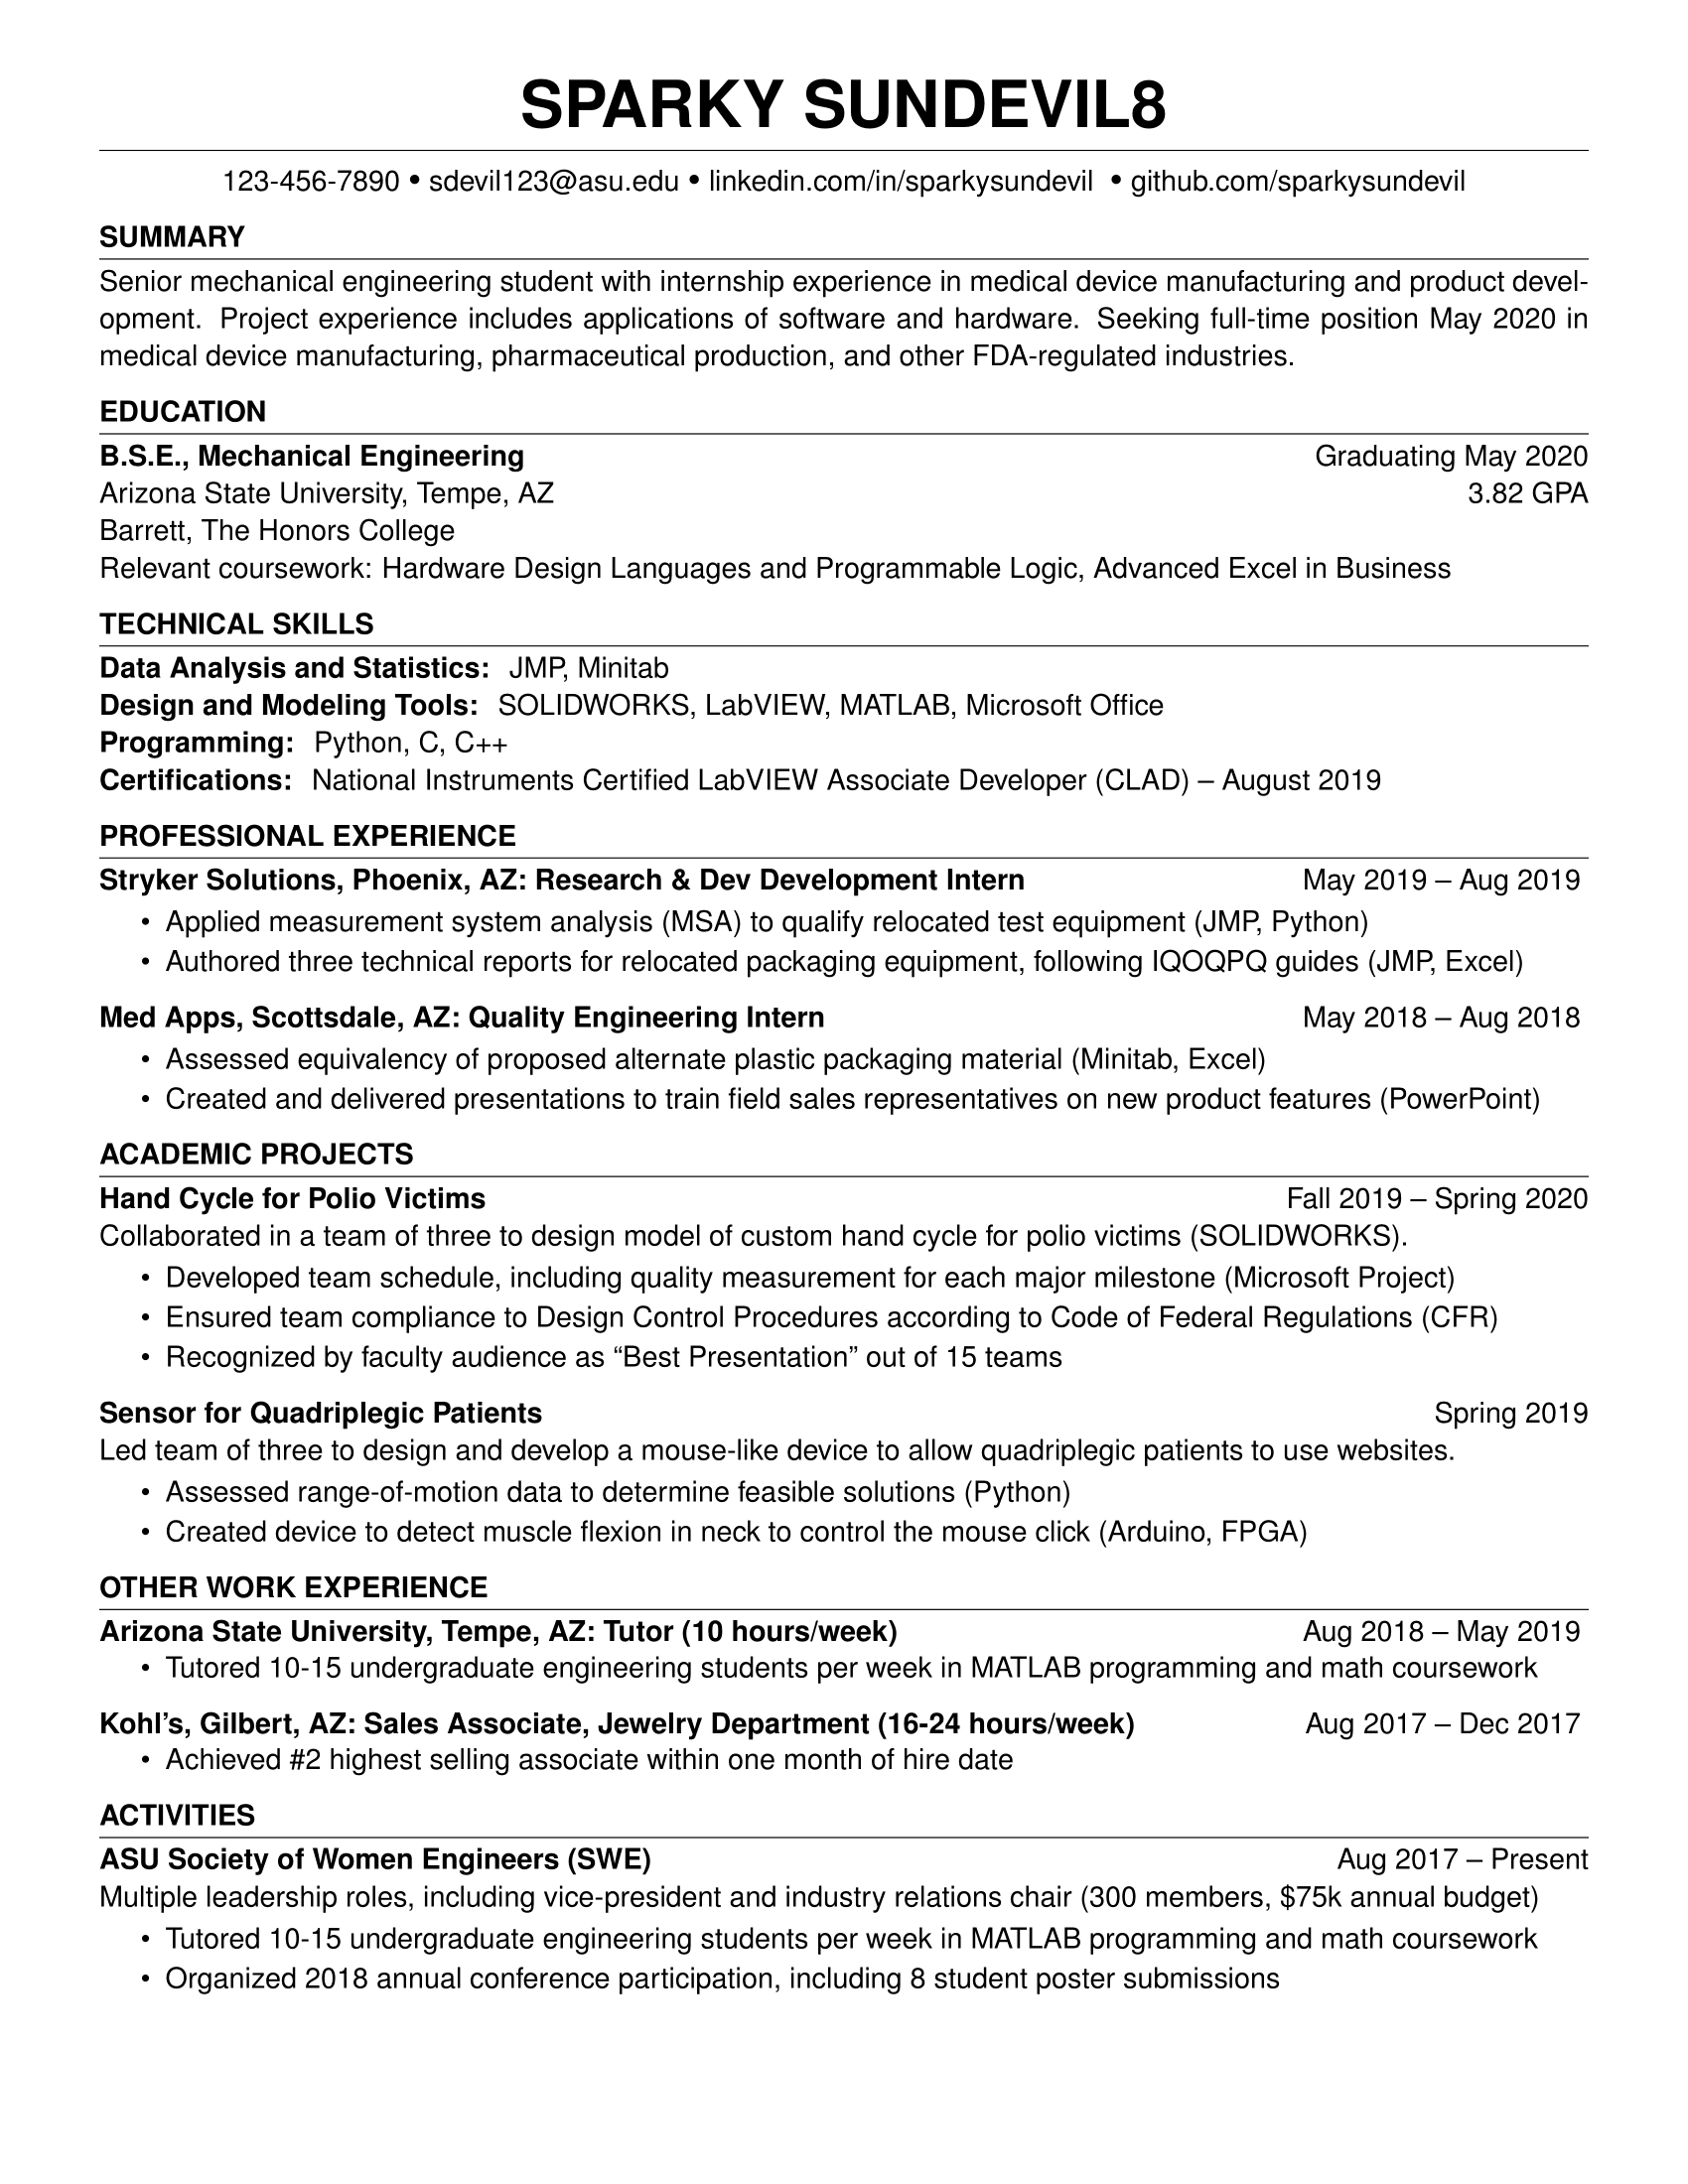 SPARKY SUNDEVIL8
123-456-7890 • sdevil123@asu.edu • linkedin.com/in/sparkysundevil • github.com/sparkysundevil
SUMMARY
Senior mechanical engineering student with internship experience in medical device manufacturing and product devel-
opment. Project experience includes applications of software and hardware. Seeking full-time position May 2020 in
medical device manufacturing, pharmaceutical production, and other FDA-regulated industries.
EDUCATION
B.S.E., Mechanical Engineering Graduating May 2020
Arizona State University, Tempe, AZ 3.82 GPA
Barrett, The Honors College
Relevant coursework: Hardware Design Languages and Programmable Logic, Advanced Excel in Business
TECHNICAL SKILLS
Data Analysis and Statistics: JMP, Minitab
Design and Modeling Tools: SOLIDWORKS, LabVIEW, MATLAB, Microsoft Office
Programming: Python, C, C++
Certifications: National Instruments Certified LabVIEW Associate Developer (CLAD) – August 2019
PROFESSIONAL EXPERIENCE
Stryker Solutions, Phoenix, AZ: Research & Dev Development Intern May 2019 – Aug 2019
• Applied measurement system analysis (MSA) to qualify relocated test equipment (JMP, Python)
• Authored three technical reports for relocated packaging equipment, following IQOQPQ guides (JMP, Excel)
Med Apps, Scottsdale, AZ: Quality Engineering Intern May 2018 – Aug 2018
• Assessed equivalency of proposed alternate plastic packaging material (Minitab, Excel)
• Created and delivered presentations to train field sales representatives on new product features (PowerPoint)
ACADEMIC PROJECTS
Hand Cycle for Polio Victims Fall 2019 – Spring 2020
Collaborated in a team of three to design model of custom hand cycle for polio victims (SOLIDWORKS).
• Developed team schedule, including quality measurement for each major milestone (Microsoft Project)
• Ensured team compliance to Design Control Procedures according to Code of Federal Regulations (CFR)
• Recognized by faculty audience as “Best Presentation” out of 15 teams
Sensor for Quadriplegic Patients Spring 2019
Led team of three to design and develop a mouse-like device to allow quadriplegic patients to use websites.
• Assessed range-of-motion data to determine feasible solutions (Python)
• Created device to detect muscle flexion in neck to control the mouse click (Arduino, FPGA)
OTHER WORK EXPERIENCE
Arizona State University, Tempe, AZ: Tutor (10 hours/week) Aug 2018 – May 2019
• Tutored 10-15 undergraduate engineering students per week in MATLAB programming and math coursework
Kohl’s, Gilbert, AZ: Sales Associate, Jewelry Department (16-24 hours/week) Aug 2017 – Dec 2017
• Achieved #2 highest selling associate within one month of hire date
ACTIVITIES
ASU Society of Women Engineers (SWE) Aug 2017 – Present
Multiple leadership roles, including vice-president and industry relations chair (300 members, $75k annual budget)
• Tutored 10-15 undergraduate engineering students per week in MATLAB programming and math coursework
• Organized 2018 annual conference participation, including 8 student poster submissions